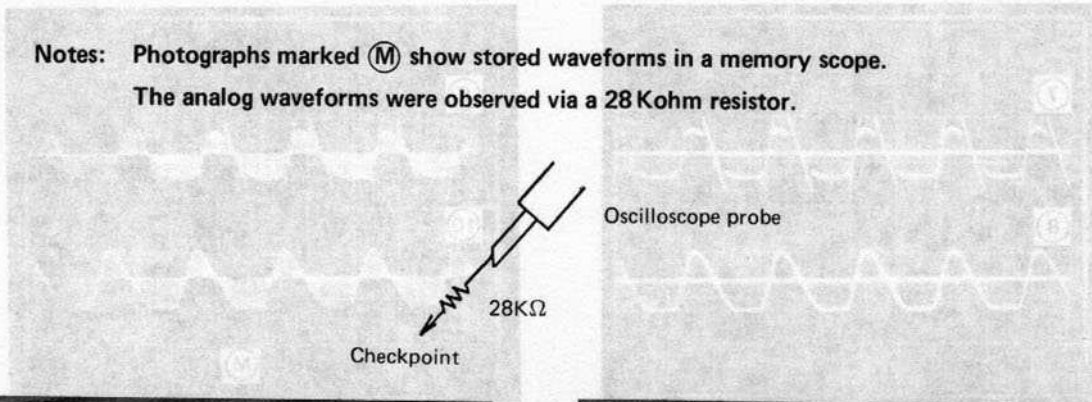 Notes: Photographs marked Ⓜ show stored waveforms in a memory scope.
The analog waveforms were observed via a 28 Kohm resistor.
Oscilloscope probe
28KΩ
Checkpoint